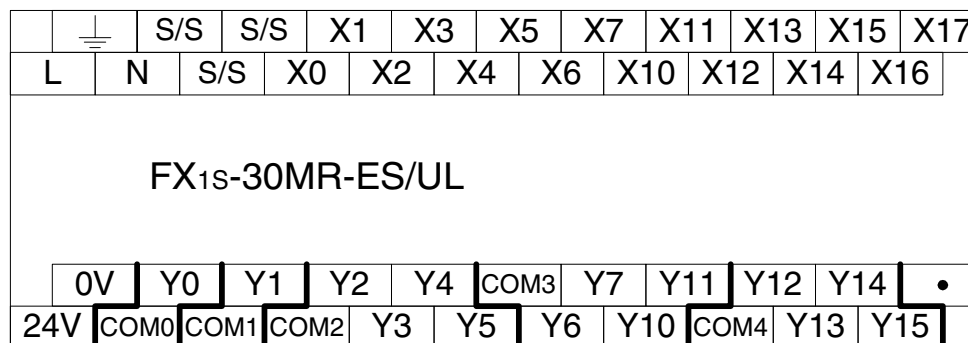 S/S S/S X1 X3 X5 X7 X11 X13 X15 X17
L N S/S X0 X2 X4 X6 X10 X12 X14 X16
FX1S-30MR-ES/UL
0V Y0 Y1 Y2 Y4 COM3 Y7 Y11 Y12 Y14 •
24V COM0 COM1 COM2 Y3 Y5 Y6 Y10 COM4 Y13 Y15